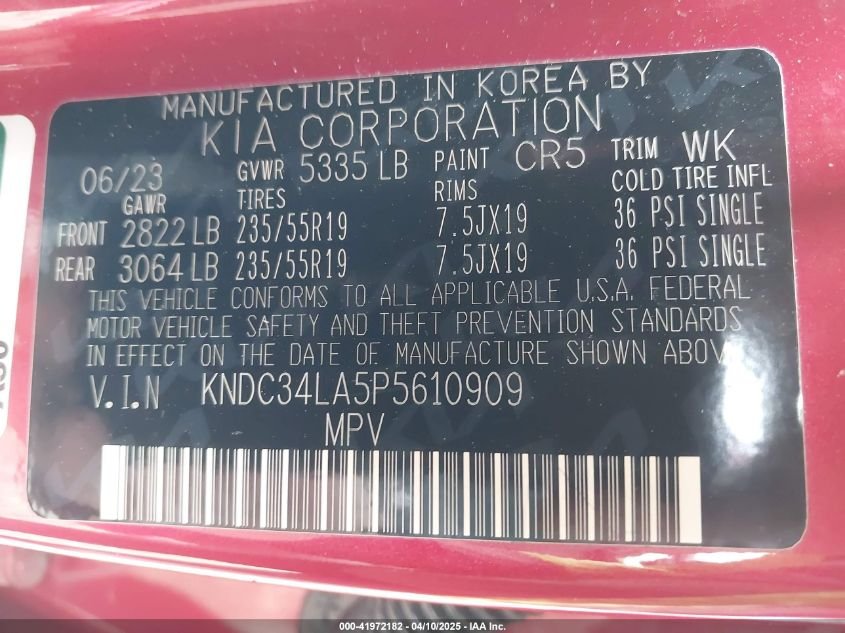 MANUFACTURED IN KOREA BY
KIA CORPORATION
06/23 GVWR 5335 LB PAINT CR5 TRIM WK
GAWR TIRES RIMS COLD TIRE INFL
FRONT 2822 LB 235/55R19 7.5JX19 36 PSI SINGLE
REAR 3064 LB 235/55R19 7.5JX19 36 PSI SINGLE
THIS VEHICLE CONFORMS TO ALL APPLICABLE U.S.A. FEDERAL
MOTOR VEHICLE SAFETY AND THEFT PREVENTION STANDARDS
IN EFFECT ON THE DATE OF MANUFACTURE SHOWN ABOVE
V.I.N KNDC34LA5P5610909
MPV
000-41972182 - 04/10/2025 - IAA Inc.